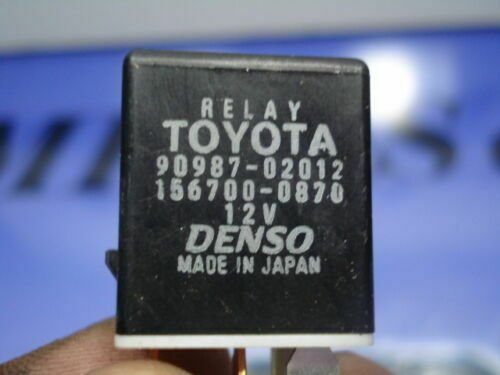 RELAY
TOYOTA
90987-02012
156700-0870
12V
DENSO
MADE IN JAPAN